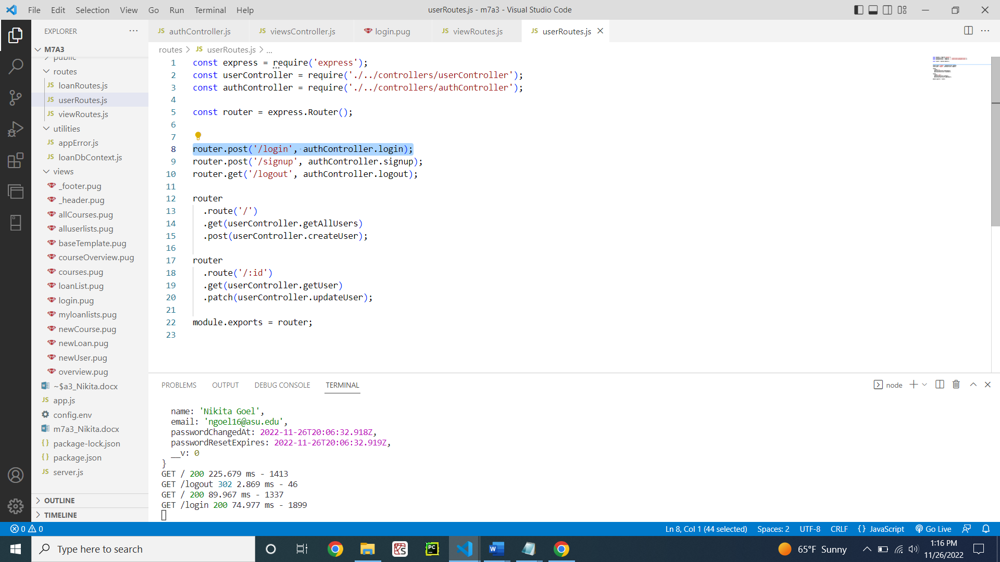 File Edit Selection View Go Run Terminal Help
userRoutes.js - m7a3 - Visual Studio Code
EXPLORER
M7A3
public
routes
JS loanRoutes.js
JS userRoutes.js
JS viewRoutes.js
utilities
JS appError.js
JS loanDbContext.js
views
_footer.pug
_header.pug
allCourses.pug
alluserlists.pug
baseTemplate.pug
courseOverview.pug
courses.pug
loanList.pug
login.pug
myloanlists.pug
newCourse.pug
newLoan.pug
newUser.pug
overview.pug
~$a3_Nikita.docx
JS app.js
config.env
m7a3_Nikita.docx
{} package-lock.json
{} package.json
JS server.js
OUTLINE
TIMELINE
JS authController.js JS viewsController.js login.pug JS viewRoutes.js JS userRoutes.js
routes > JS userRoutes.js > ...
1 const express = require('express');
2 const userController = require('./../controllers/userController');
3 const authController = require('./../controllers/authController');
4
5 const router = express.Router();
6
7
8 router.post('/login', authController.login);
9 router.post('/signup', authController.signup);
10 router.get('/logout', authController.logout);
11
12 router
13 .route('/')
14 .get(userController.getAllUsers)
15 .post(userController.createUser);
16
17 router
18 .route('/:id')
19 .get(userController.getUser)
20 .patch(userController.updateUser);
21
22 module.exports = router;
23
PROBLEMS OUTPUT DEBUG CONSOLE TERMINAL
node
name: 'Nikita Goel',
email: 'ngoel16@asu.edu',
passwordChangedAt: 2022-11-26T20:06:32.918Z,
passwordResetExpires: 2022-11-26T20:06:32.919Z,
__v: 0
}
GET / 200 225.679 ms - 1413
GET /logout 302 2.869 ms - 46
GET / 200 89.967 ms - 1337
GET /login 200 74.977 ms - 1899
0 0
Ln 8, Col 1 (44 selected) Spaces: 2 UTF-8 CRLF {} JavaScript Go Live
Type here to search
PC
W
65°F Sunny
1:16 PM
11/26/2022